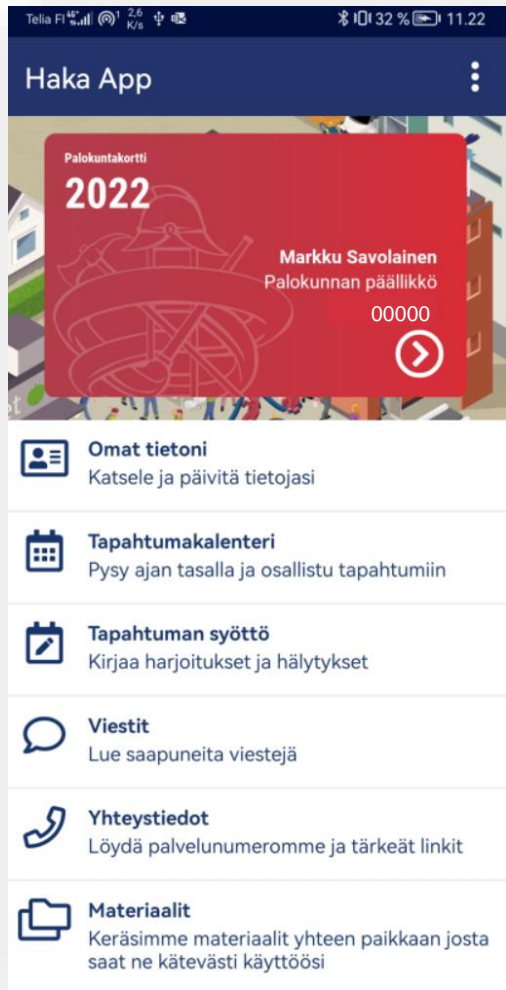 Telia FI 46+ 2,6 K/s 32 % 11.22
Haka App
Palokuntakortti
2022
Markku Savolainen
Palokunnan päällikkö
00000
Omat tietoni
Katsele ja päivitä tietojasi
Tapahtumakalenteri
Pysy ajan tasalla ja osallistu tapahtumiin
Tapahtuman syöttö
Kirjaa harjoitukset ja hälytykset
Viestit
Lue saapuneita viestejä
Yhteystiedot
Löydä palvelunumeromme ja tärkeät linkit
Materiaalit
Keräsimme materiaalit yhteen paikkaan josta
saat ne kätevästi käyttöösi